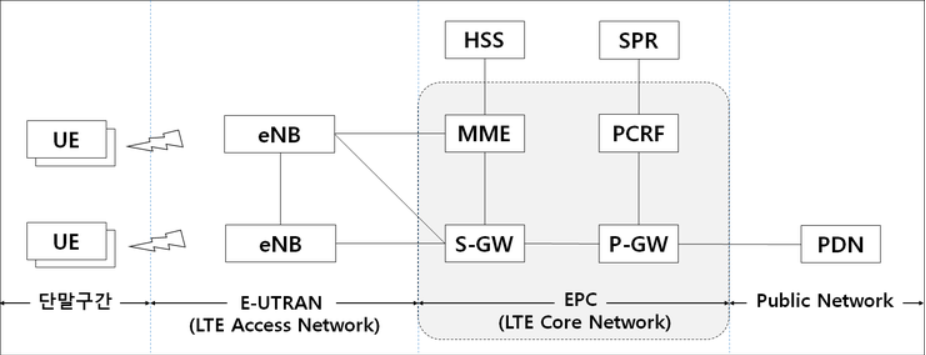 HSS
SPR
UE
eNB
MME
PCRF
UE
eNB
S-GW
P-GW
PDN
단말구간
E-UTRAN
(LTE Access Network)
EPC
(LTE Core Network)
Public Network